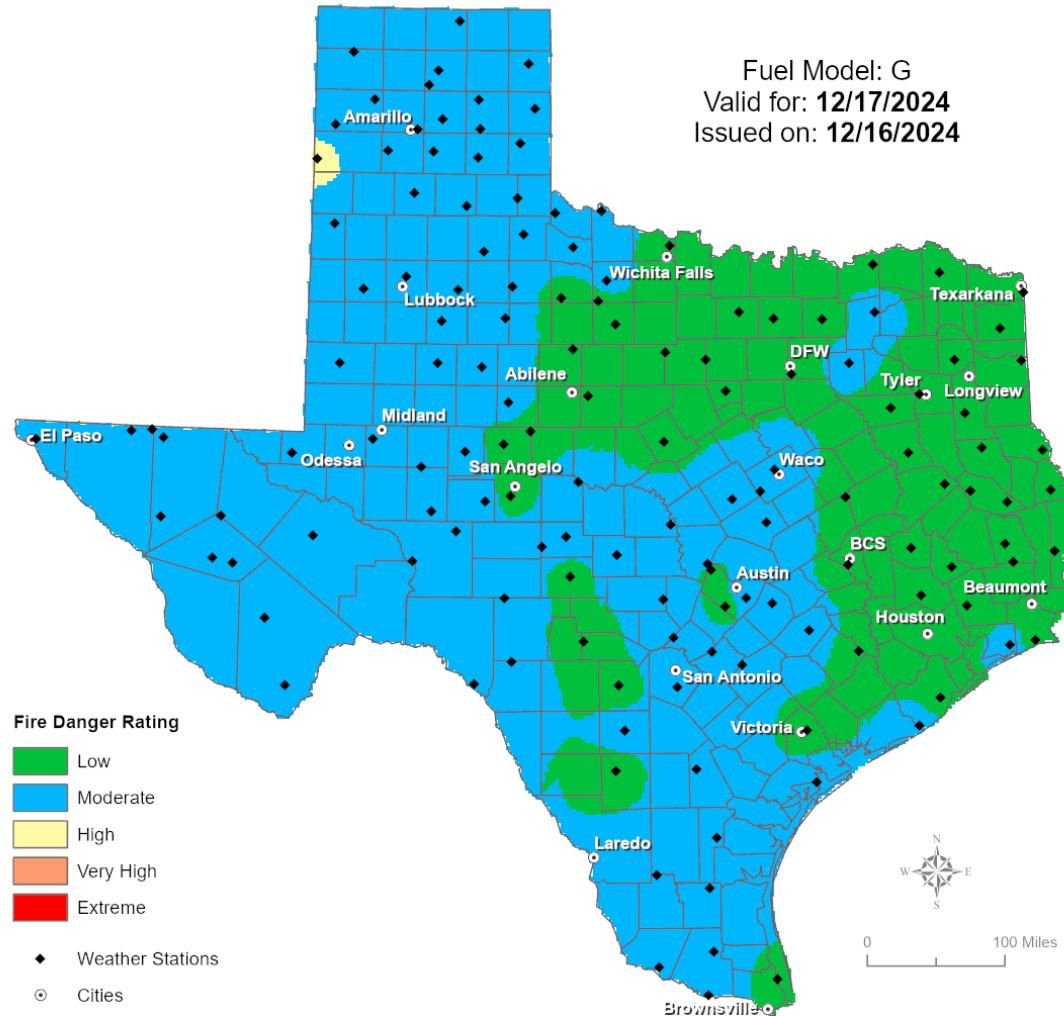 Fuel Model: G
Valid for: 12/17/2024
Issued on: 12/16/2024
Amarillo
Wichita Falls
Lubbock
Texarkana
DFW
Abilene
Tyler
Longview
Midland
El Paso
Odessa
San Angelo
Waco
BCS
Austin
Beaumont
Houston
San Antonio
Victoria
Laredo
Brownsville
Fire Danger Rating
Low
Moderate
High
Very High
Extreme
Weather Stations
Cities
N
W E
S
0 100 Miles